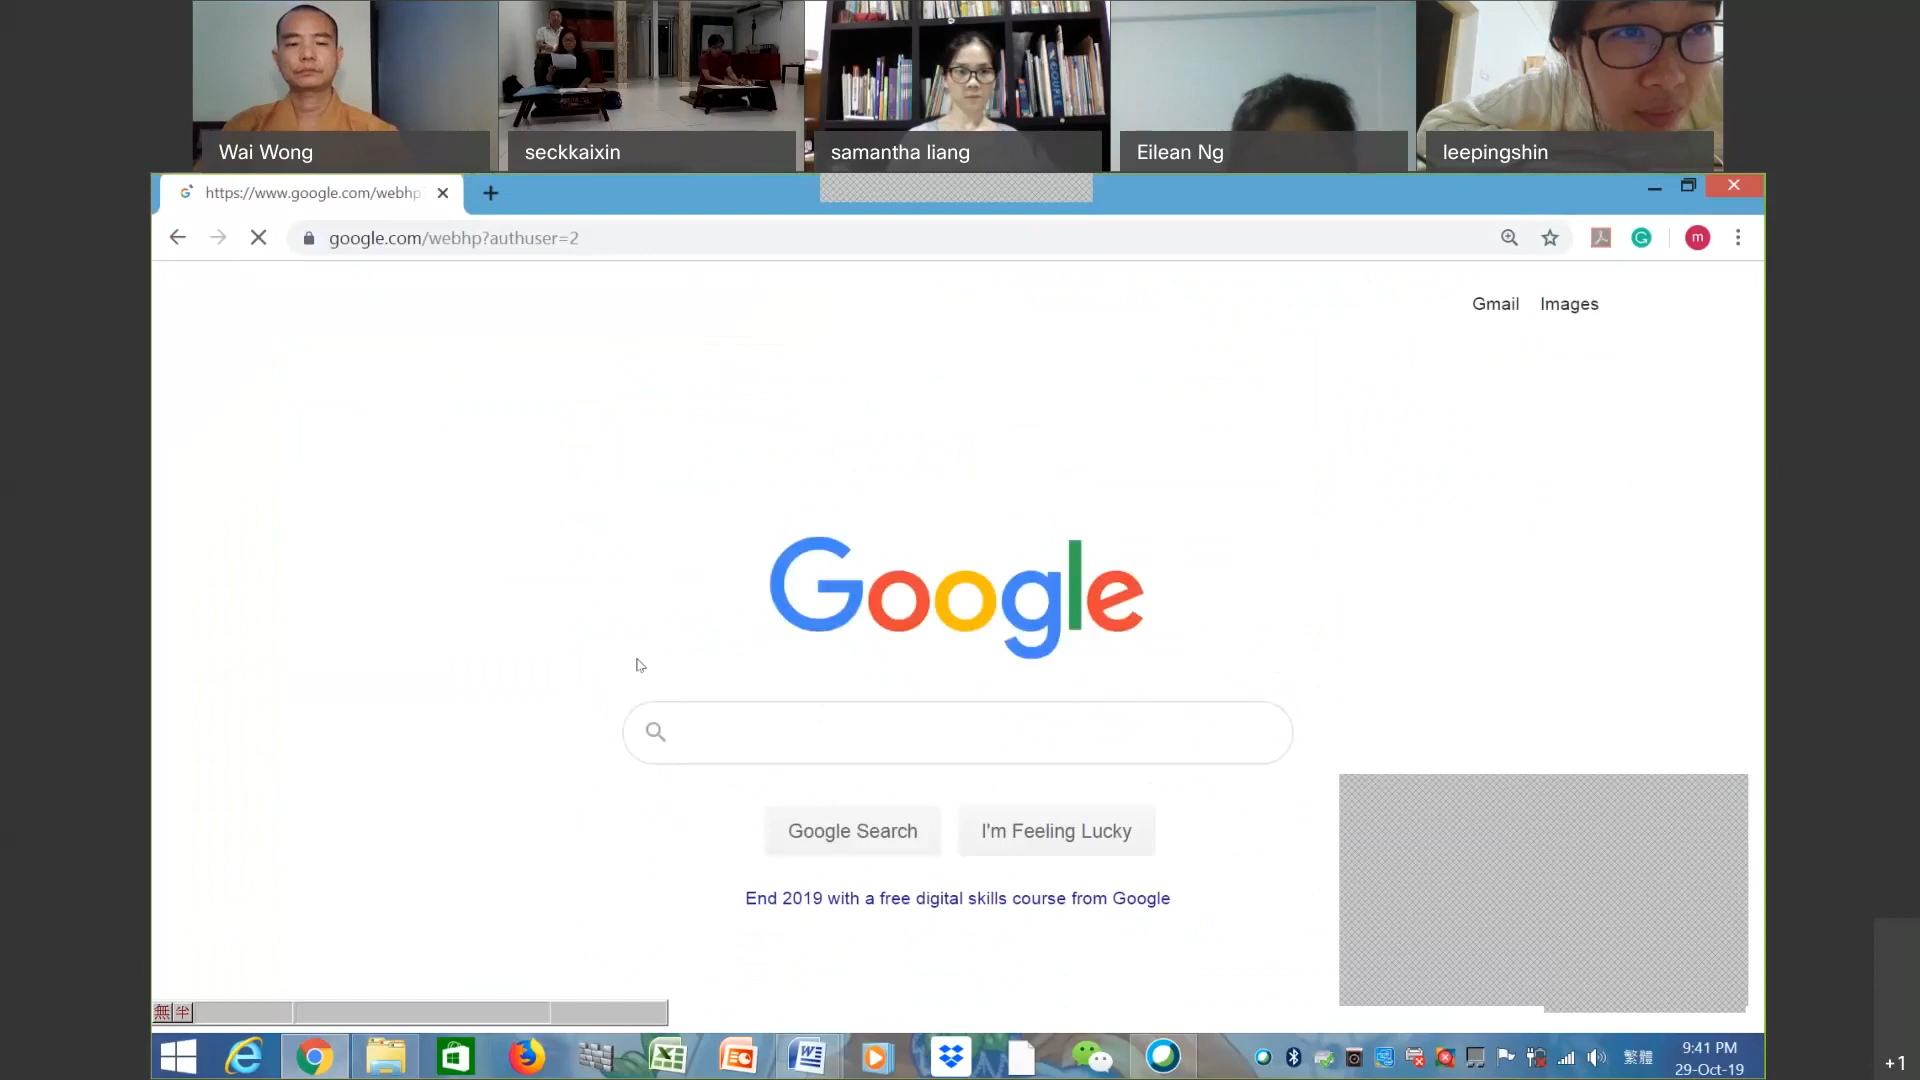 Wai Wong
seckkaixin
samantha liang
Eilean Ng
leepingshin
COUPLE
https://www.google.com/webhp
google.com/webhp?authuser=2
m
Gmail Images
Google
Google Search
I'm Feeling Lucky
End 2019 with a free digital skills course from Google
無半
繁體
9:41 PM
29-Oct-19
+1